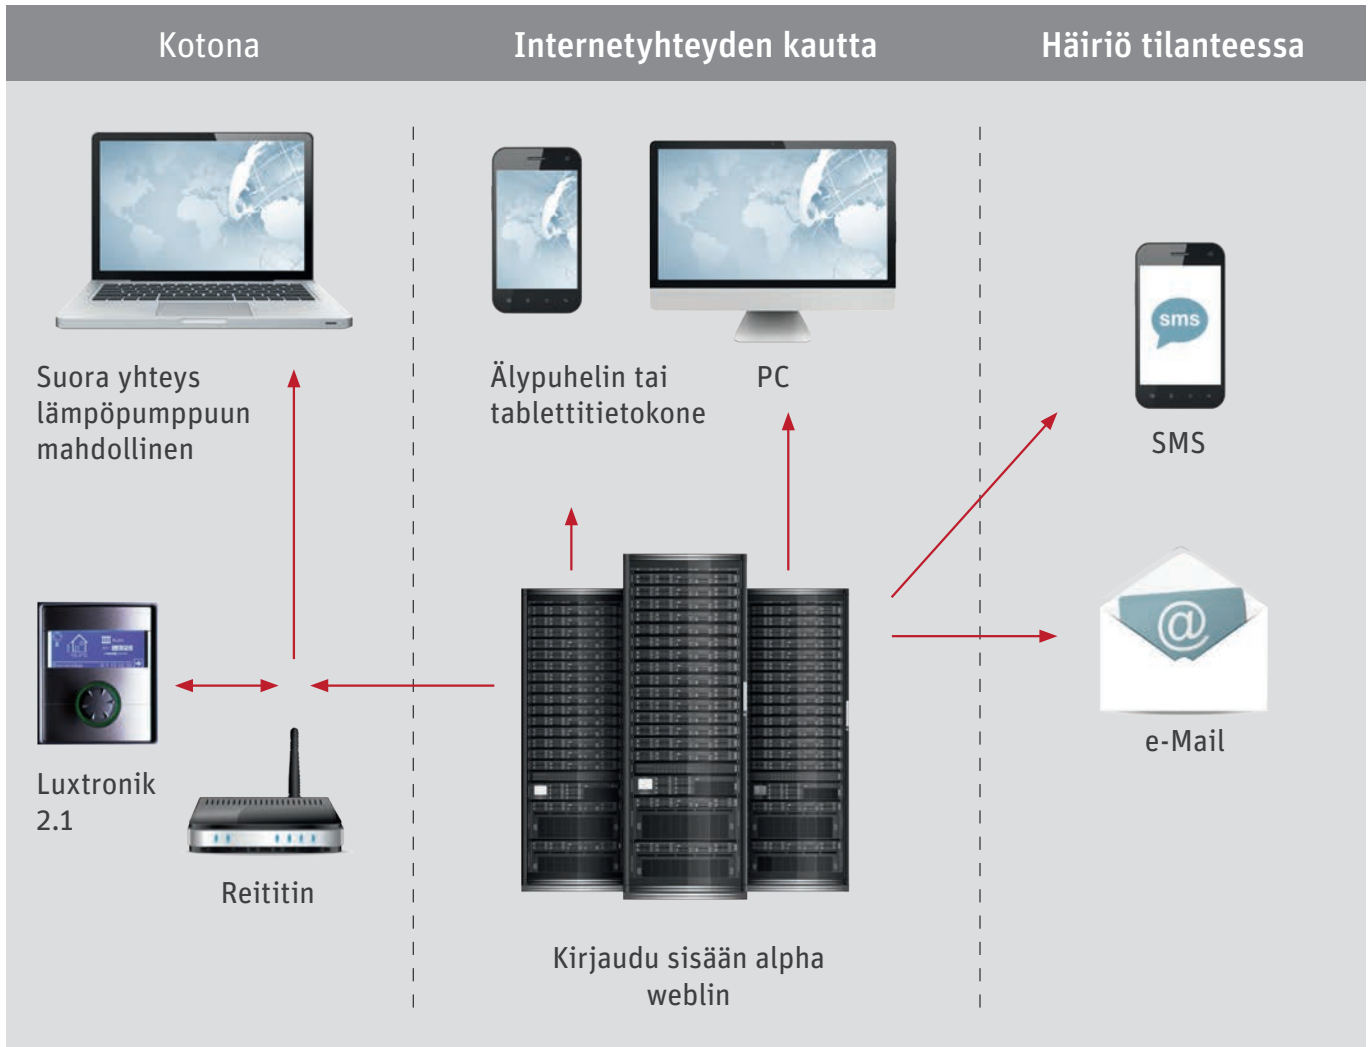 Kotona
Internetyhteyden kautta
Häiriö tilanteessa
Suora yhteys
lämpöpumppuun
mahdollinen
Älypuhelin tai
tablettitietokone
PC
sms
SMS
@
e-Mail
Luxtronik
2.1
Reititin
Kirjaudu sisään alpha
weblin